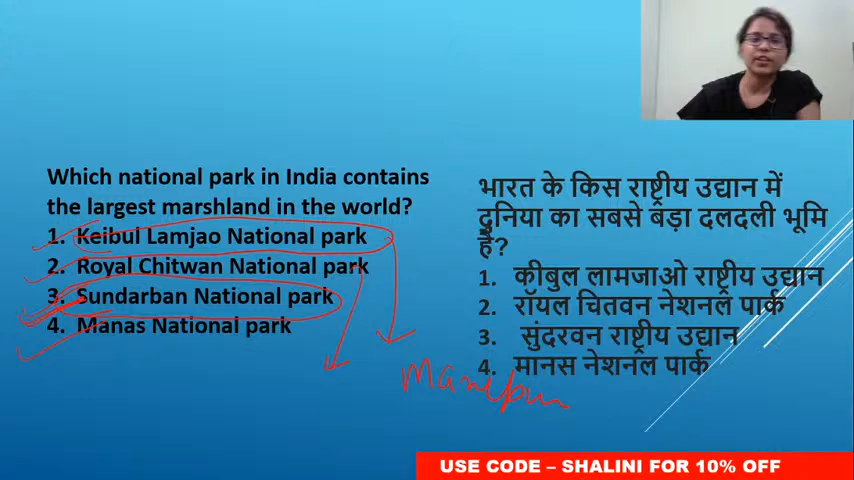 Which national park in India contains
the largest marshland in the world?
1. Keibul Lamjao National park
2. Royal Chitwan National park
3. Sundarban National park
4. Manas National park
भारत के किस राष्ट्रीय उद्यान में
दुनिया का सबसे बड़ा दलदली भूमि
है?
1. कीबुल लामजाओ राष्ट्रीय उद्यान
2. रॉयल चितवन नेशनल पार्क
3. सुंदरवन राष्ट्रीय उद्यान
4. मानस नेशनल पार्क
Manipur
USE CODE – SHALINI FOR 10% OFF